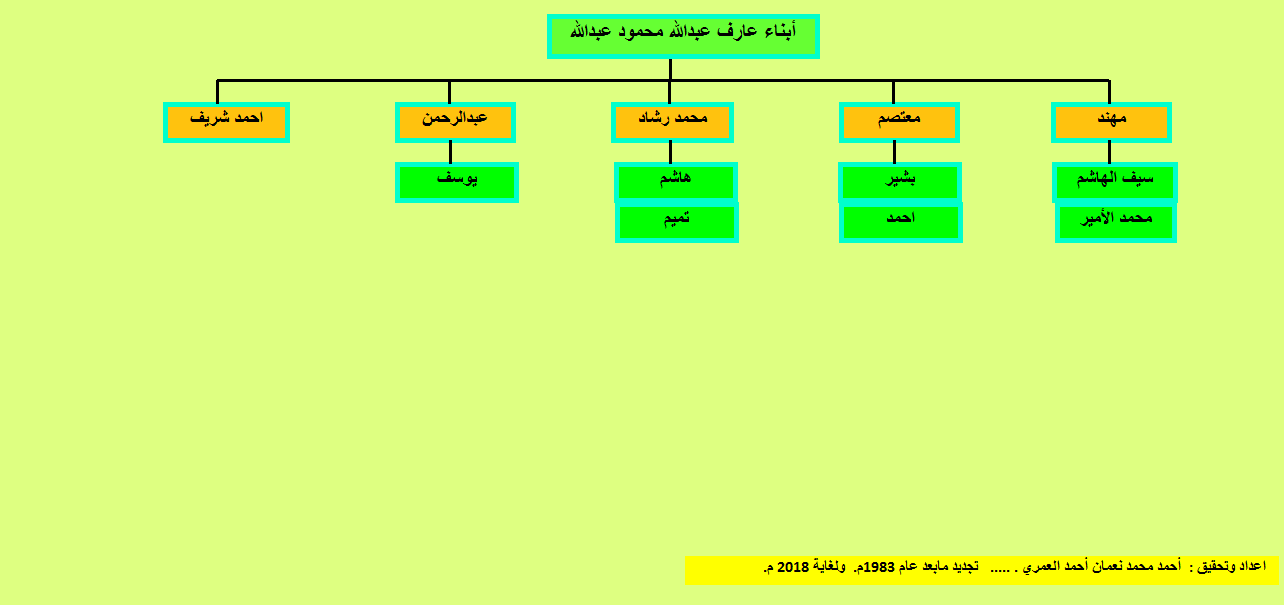 أبناء عارف عبدالله محمود عبدالله
مهند
معتصم
محمد رشاد
عبدالرحمن
احمد شريف
سيف الهاشم
بشير
هاشم
يوسف
محمد الأمير
احمد
تميم
اعداد وتحقيق : أحمد محمد نعمان أحمد العمري . ..... تجديد مابعد عام 1983م. ولغاية 2018 م.